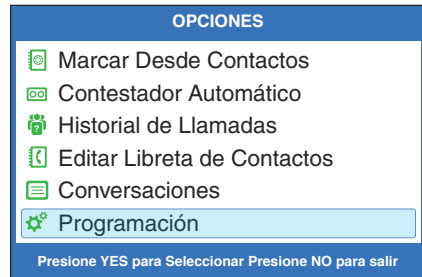 OPCIONES
Marcar Desde Contactos
Contestador Automático
Historial de Llamadas
Editar Libreta de Contactos
Conversaciones
Programación
Presione YES para Seleccionar Presione NO para salir